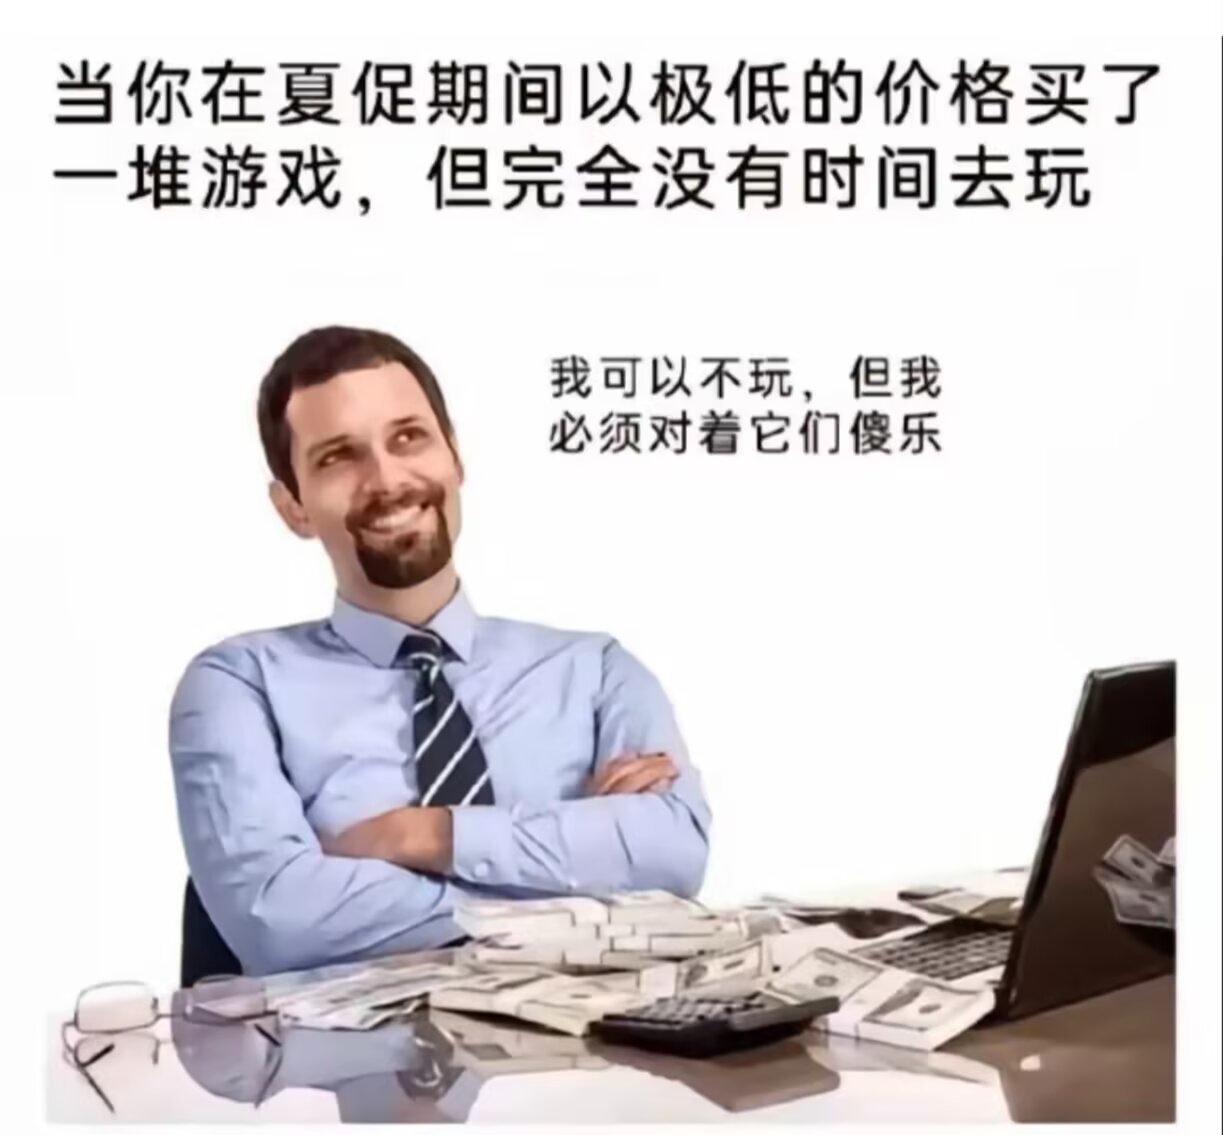 当你在夏促期间以极低的价格买了
一堆游戏，但完全没有时间去玩
我可以不玩，但我
必须对着它们傻乐